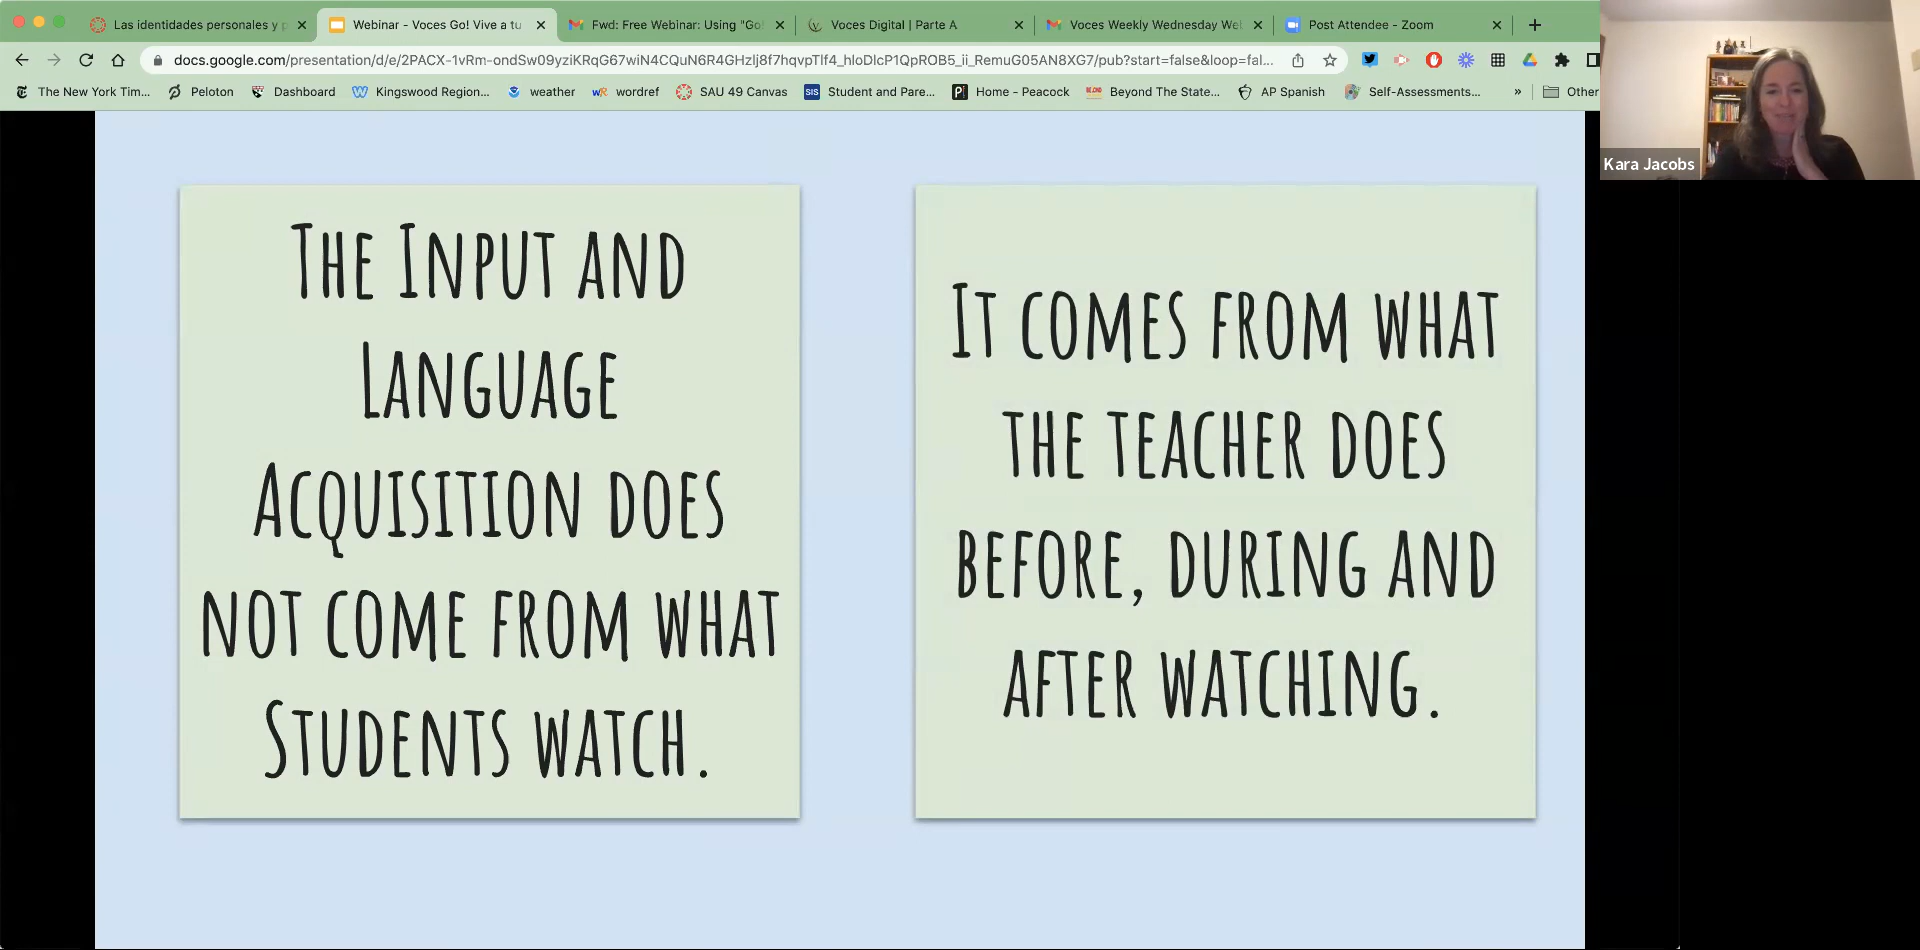 Las identidades personales y p
Webinar - Voces Go! Vive a tu
Fwd: Free Webinar: Using "Go!
Voces Digital | Parte A
Voces Weekly Wednesday We
Post Attendee - Zoom
docs.google.com/presentation/d/e/2PACX-1vRm-ondSw09yziKRqG67wiN4CQuN6R4GHzlj8f7hqvpTlf4_hloDlcP1QpROB5_ii_RemuG05AN8XG7/pub?start=false&loop=fal...
The New York Tim...
Peloton
Dashboard
Kingswood Region...
weather
wordref
SAU 49 Canvas
SIS
Student and Pare...
Home - Peacock
Beyond The State...
AP Spanish
Self-Assessments...
»
Other
Kara Jacobs
The Input and
Language
Acquisition does
not come from what
Students watch.
It comes from what
the teacher does
before, during and
after watching.